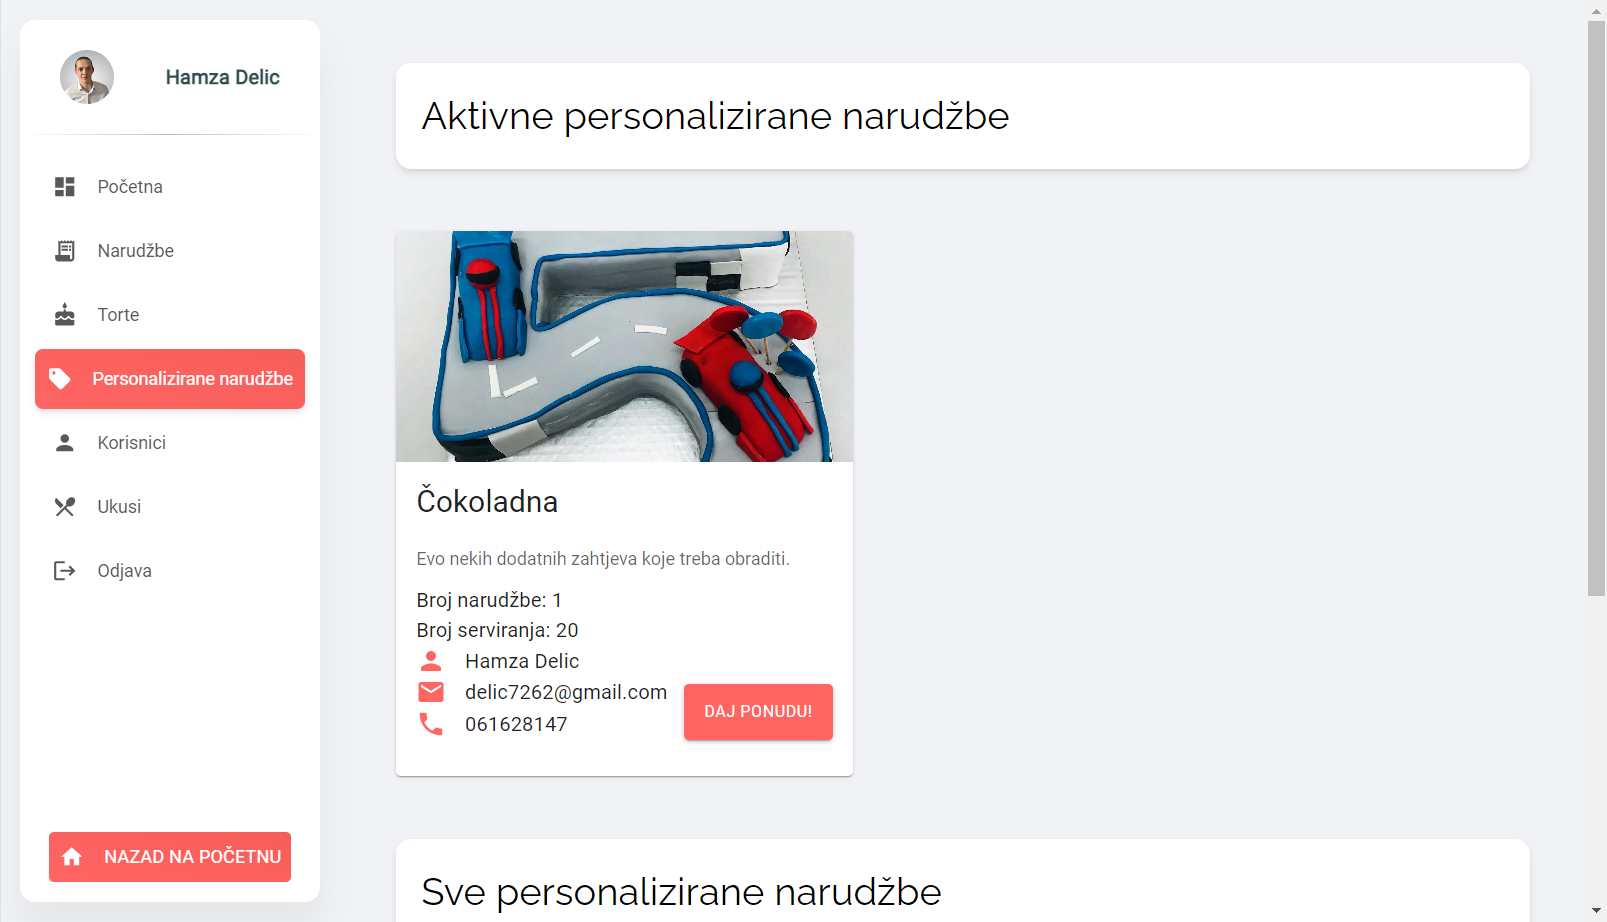 Hamza Delic
Početna
Narudžbe
Torte
Personalizirane narudžbe
Korisnici
Ukusi
Odjava
NAZAD NA POČETNU
Aktivne personalizirane narudžbe
Čokoladna
Evo nekih dodatnih zahtjeva koje treba obraditi.
Broj narudžbe: 1
Broj serviranja: 20
Hamza Delic
delic7262@gmail.com
061628147
DAJ PONUDU!
Sve personalizirane narudžbe